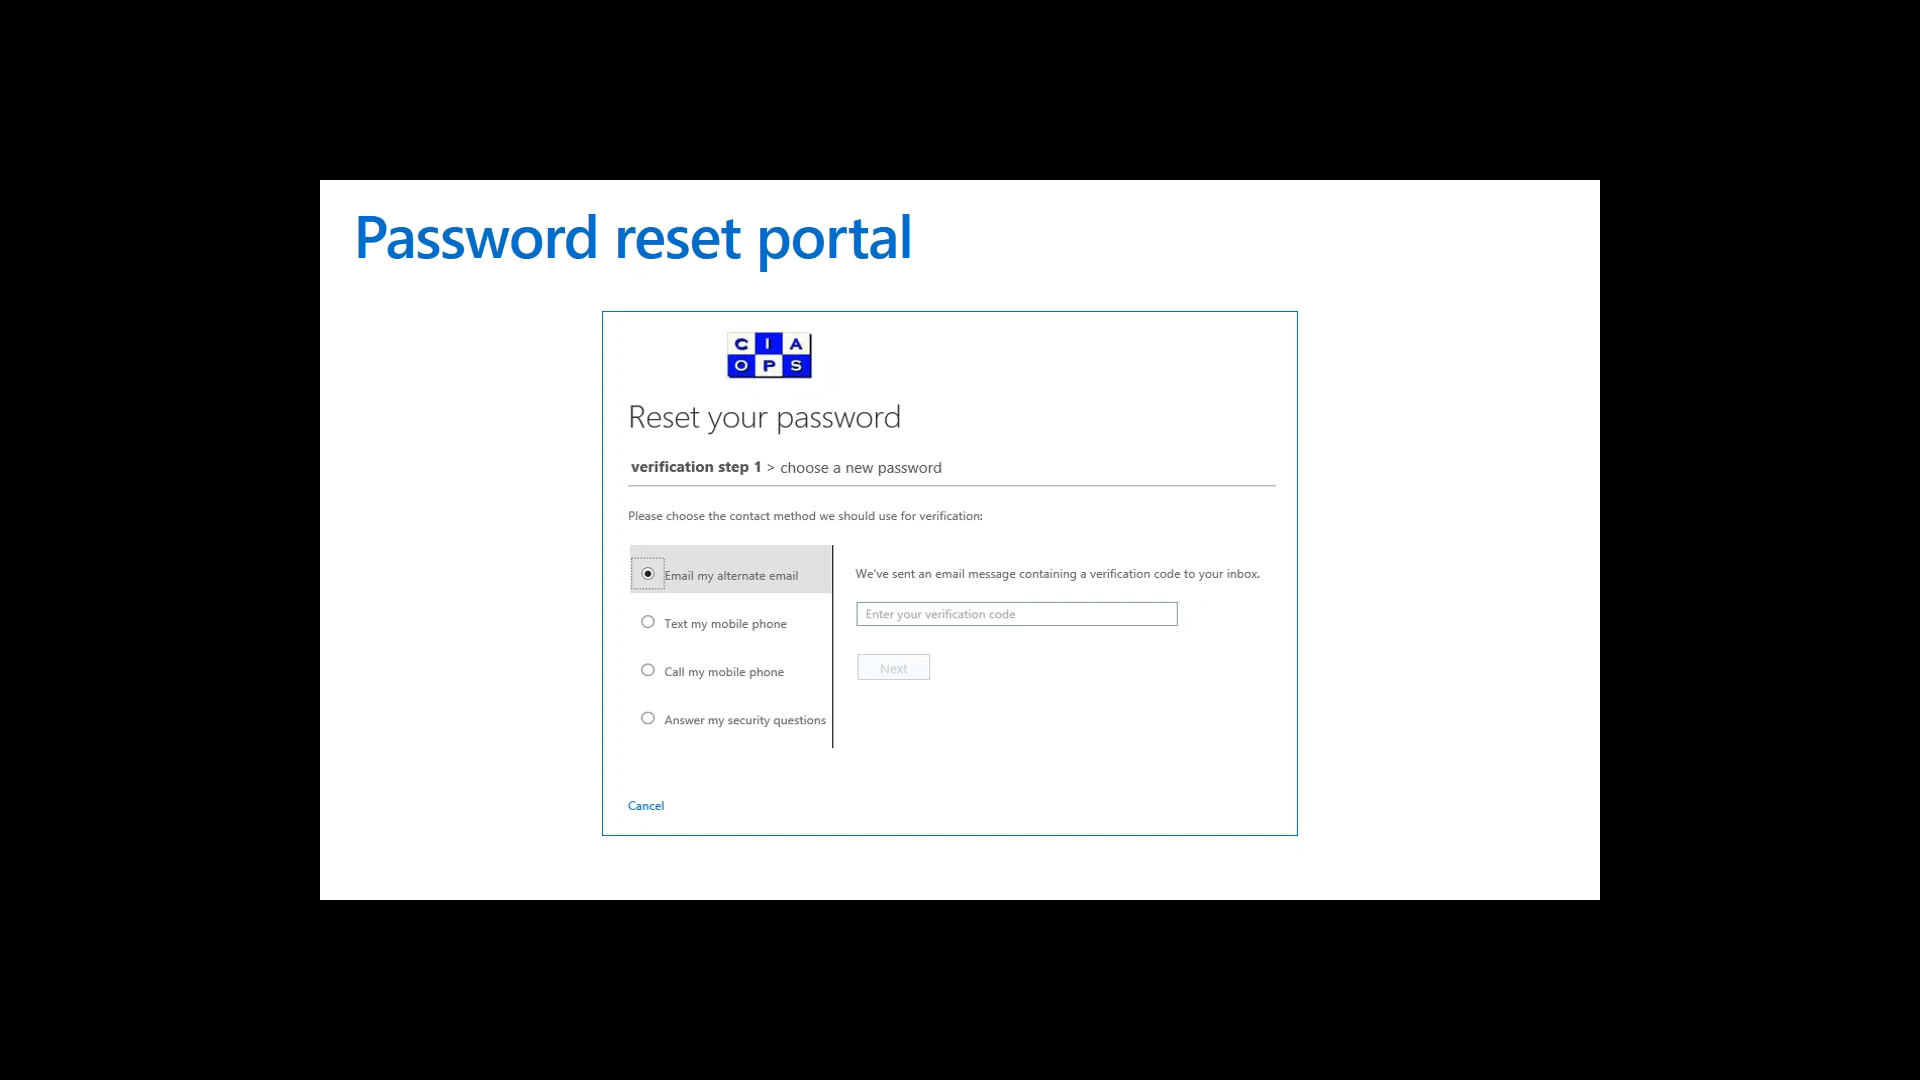 Password reset portal
C I A
O P S
Reset your password
verification step 1 > choose a new password
Please choose the contact method we should use for verification:
Email my alternate email
Text my mobile phone
Call my mobile phone
Answer my security questions
We've sent an email message containing a verification code to your inbox.
Enter your verification code
Next
Cancel